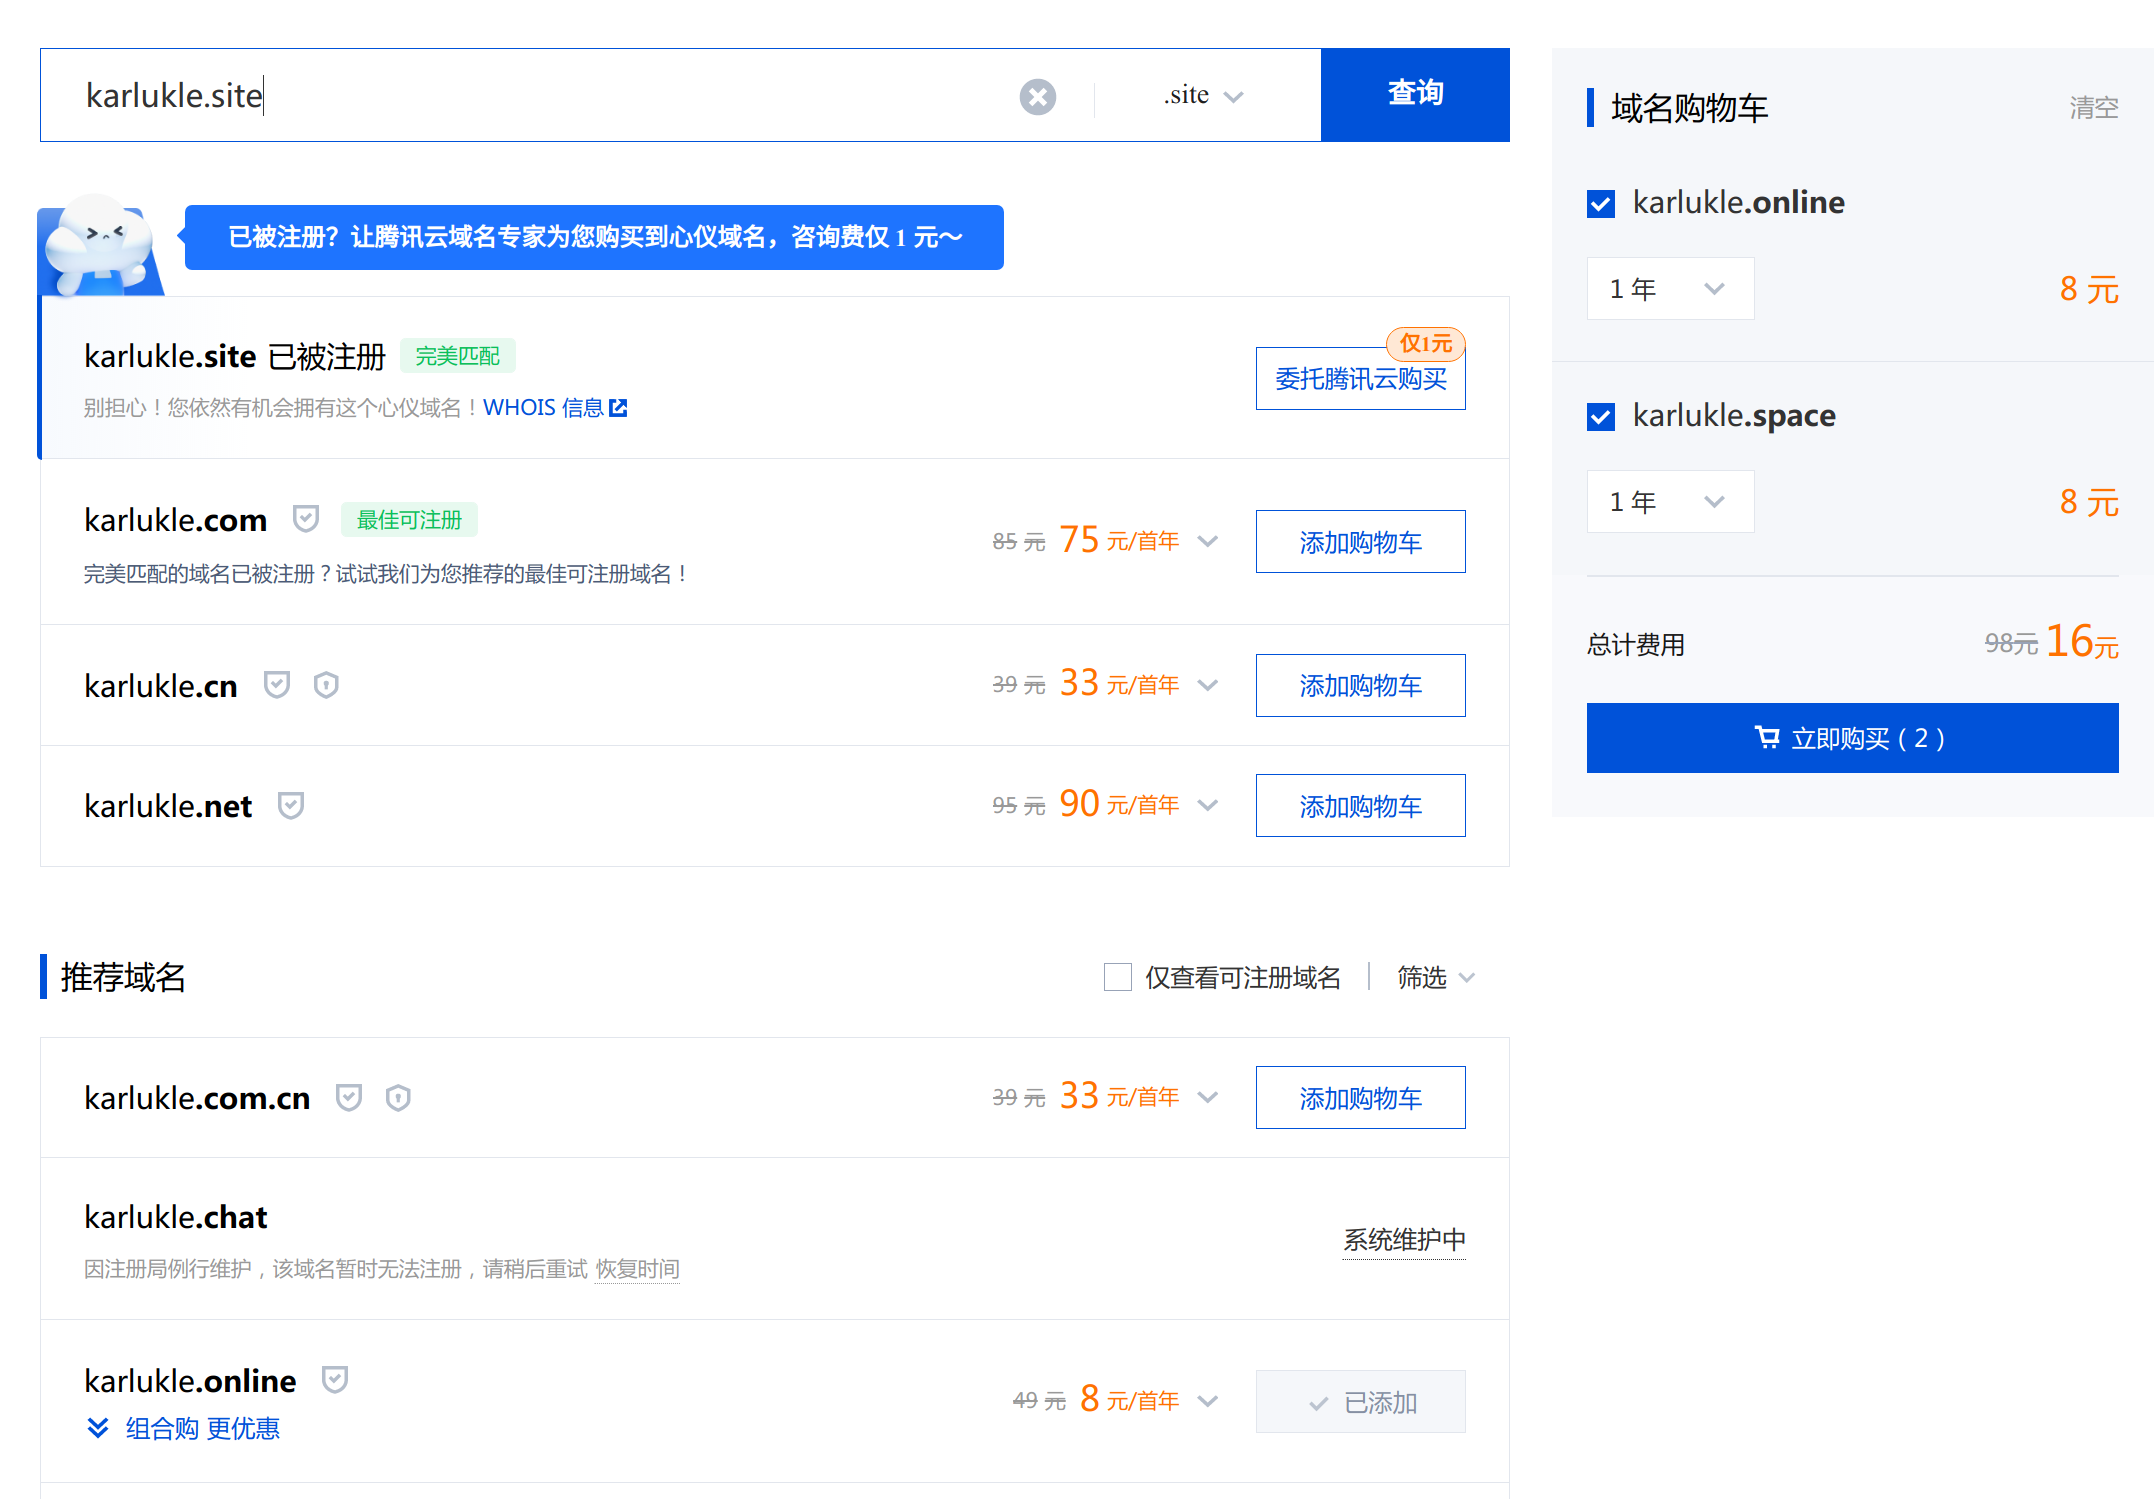 karlukle.site
.site
查询
已被注册？让腾讯云域名专家为您购买到心仪域名，咨询费仅 1 元～
karlukle.site 已被注册 完美匹配
别担心！您依然有机会拥有这个心仪域名！WHOIS 信息
仅1元
委托腾讯云购买
karlukle.com 最佳可注册
完美匹配的域名已被注册？试试我们为您推荐的最佳可注册域名！
85 元 75 元/首年
添加购物车
karlukle.cn
39 元 33 元/首年
添加购物车
karlukle.net
95 元 90 元/首年
添加购物车
推荐域名
仅查看可注册域名
筛选
karlukle.com.cn
39 元 33 元/首年
添加购物车
karlukle.chat
因注册局例行维护，该域名暂时无法注册，请稍后重试 恢复时间
系统维护中
karlukle.online
组合购 更优惠
49 元 8 元/首年
已添加
域名购物车
清空
karlukle.online
1 年
8 元
karlukle.space
1 年
8 元
总计费用
98元 16元
立即购买（2）